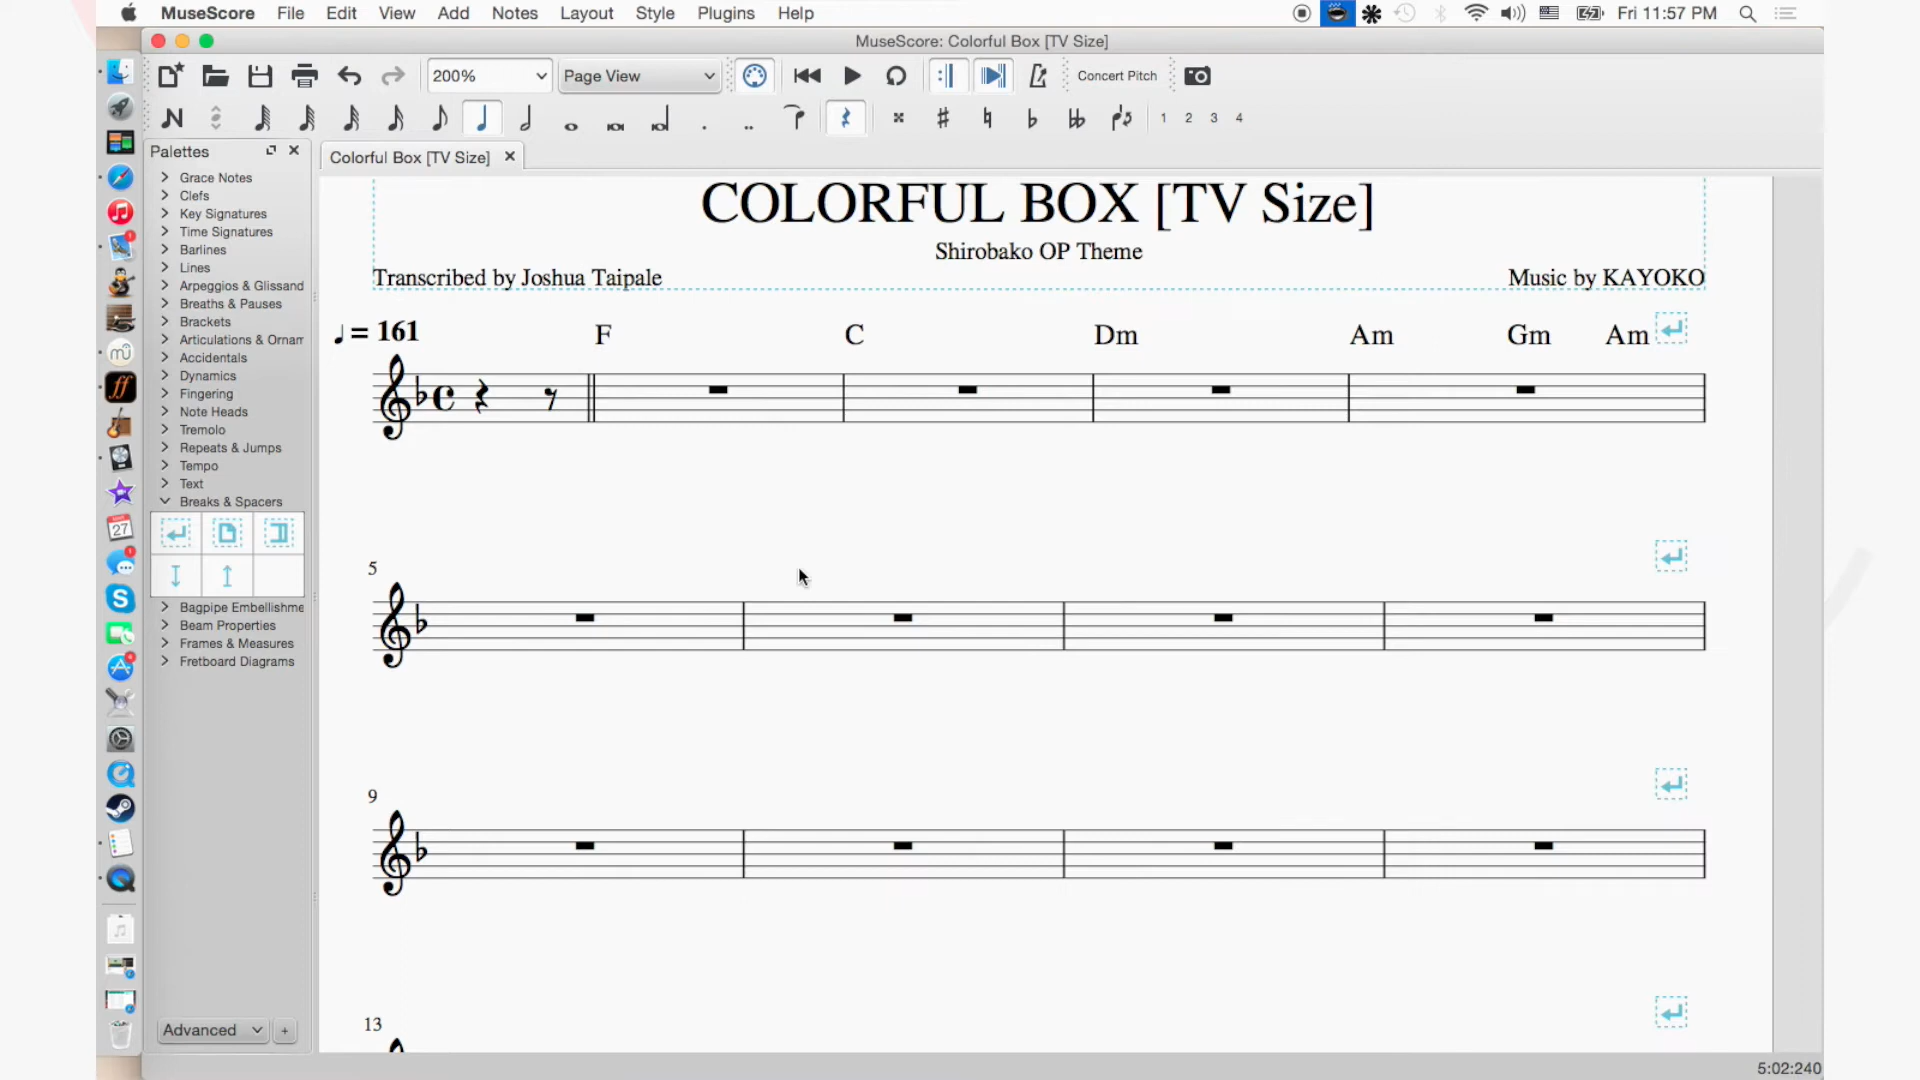 MuseScore File Edit View Add Notes Layout Style Plugins Help Fri 11:57 PM
MuseScore: Colorful Box [TV Size]
200% Page View Concert Pitch
1 2 3 4
Palettes
Colorful Box [TV Size]
Grace Notes
Clefs
Key Signatures
Time Signatures
Barlines
Lines
Arpeggios & Glissand
Breaths & Pauses
Brackets
Articulations & Ornam
Accidentals
Dynamics
Fingering
Note Heads
Tremolo
Repeats & Jumps
Tempo
Text
Breaks & Spacers
Bagpipe Embellishme
Beam Properties
Frames & Measures
Fretboard Diagrams
Advanced +
COLORFUL BOX [TV Size]
Shirobako OP Theme
Transcribed by Joshua Taipale Music by KAYOKO
= 161 F C Dm Am Gm Am
5
9
13
27
5:02:240